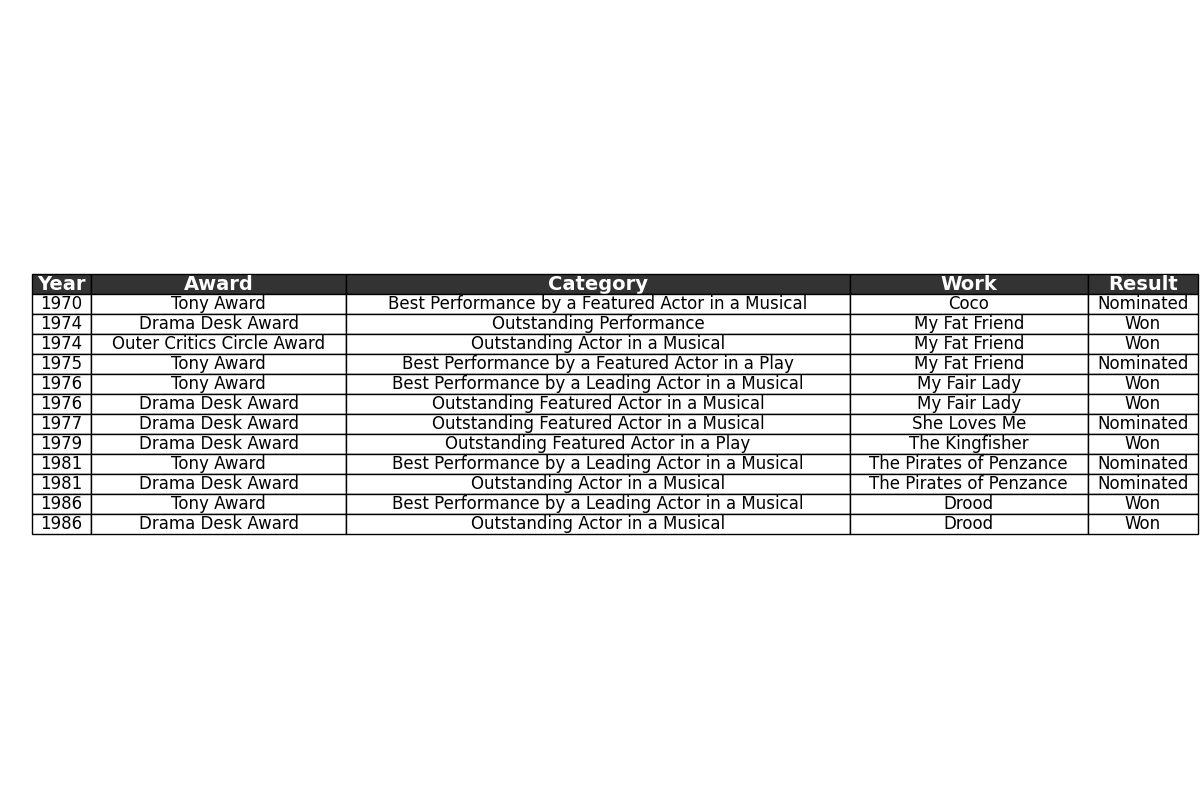 Year Award Category Work Result
1970 Tony Award Best Performance by a Featured Actor in a Musical Coco Nominated
1974 Drama Desk Award Outstanding Performance My Fat Friend Won
1974 Outer Critics Circle Award Outstanding Actor in a Musical My Fat Friend Won
1975 Tony Award Best Performance by a Featured Actor in a Play My Fat Friend Nominated
1976 Tony Award Best Performance by a Leading Actor in a Musical My Fair Lady Won
1976 Drama Desk Award Outstanding Featured Actor in a Musical My Fair Lady Won
1977 Drama Desk Award Outstanding Featured Actor in a Musical She Loves Me Nominated
1979 Drama Desk Award Outstanding Featured Actor in a Play The Kingfisher Won
1981 Tony Award Best Performance by a Leading Actor in a Musical The Pirates of Penzance Nominated
1981 Drama Desk Award Outstanding Actor in a Musical The Pirates of Penzance Nominated
1986 Tony Award Best Performance by a Leading Actor in a Musical Drood Won
1986 Drama Desk Award Outstanding Actor in a Musical Drood Won